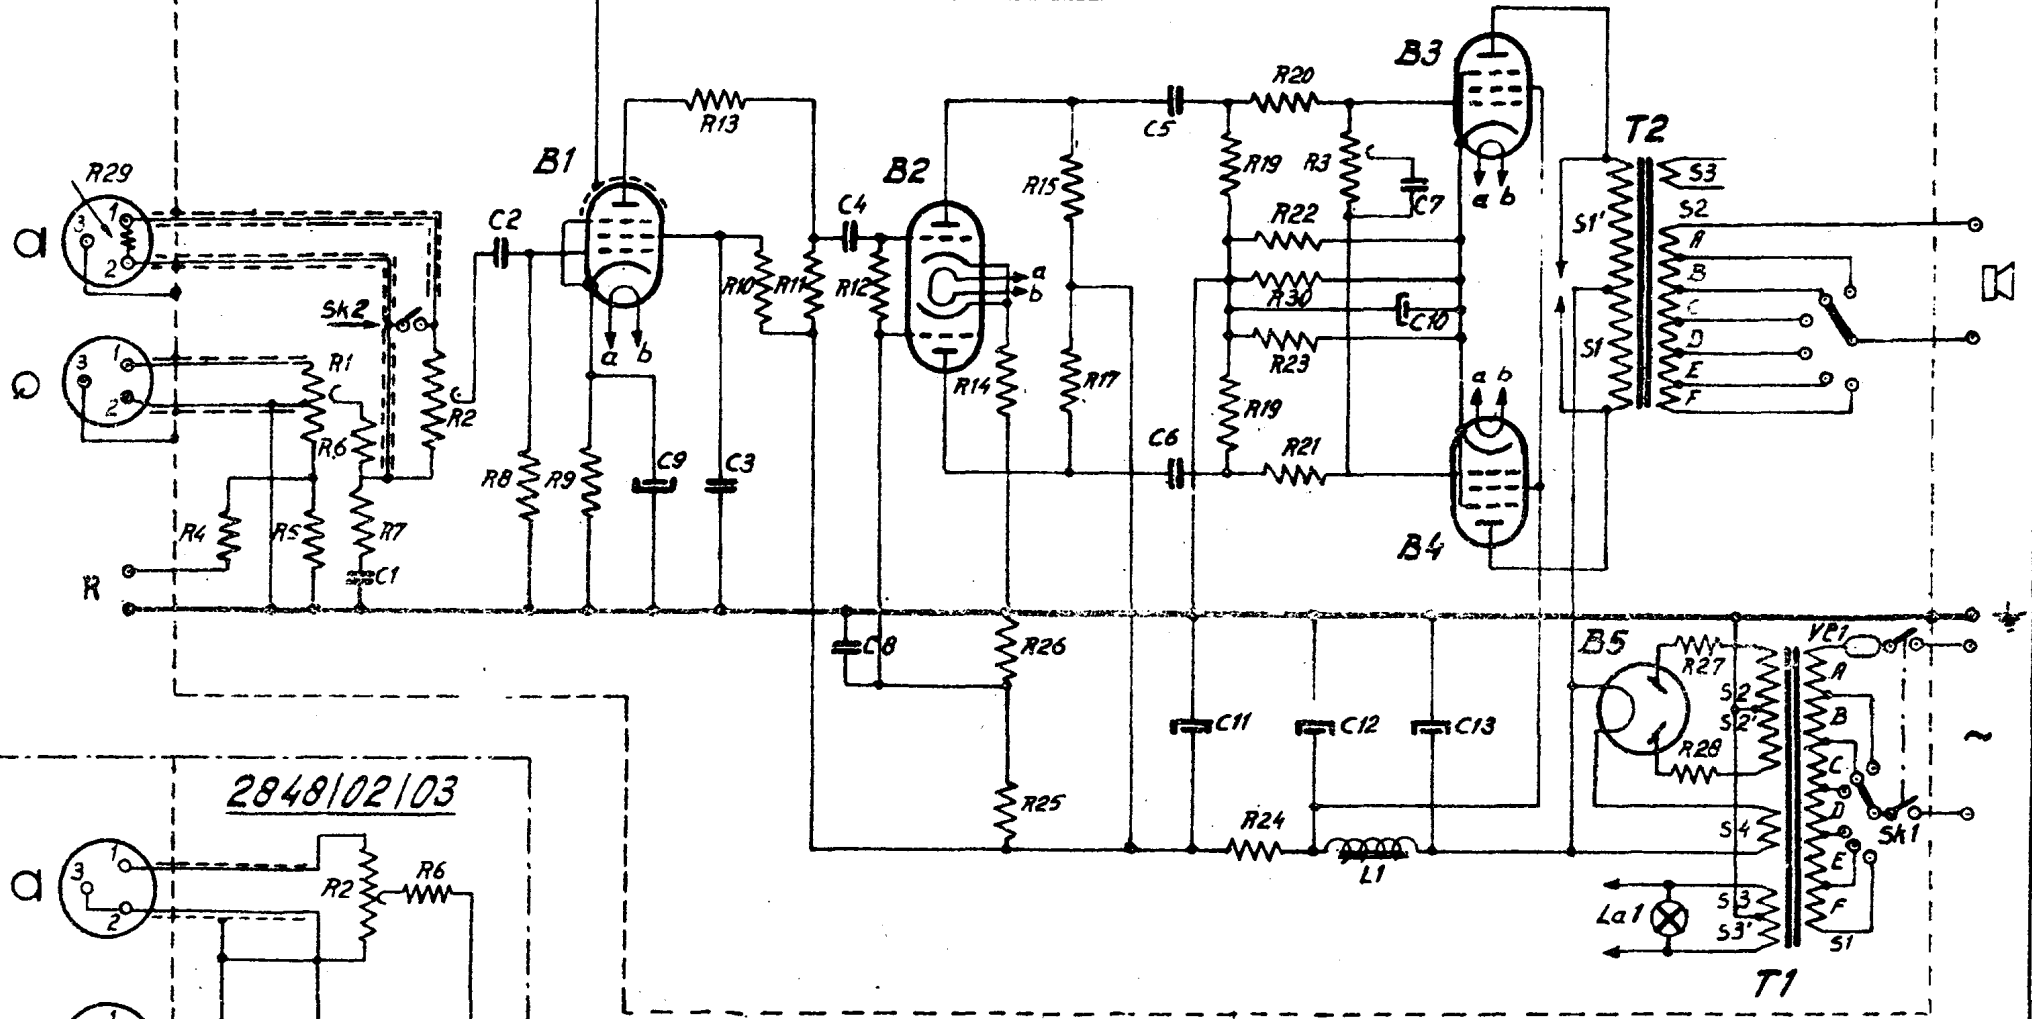 B3
R20
R13
C5
T2
B1
B2
R29
1
3
2
C2
C4
R15
R19
R3
C7
a b
S3
S2
S1'
A
B
C
D
E
F
R22
R30
C10
R23
a
b
R10
R11
R12
Sk2
a b
R14
R17
S1
1
3
2
R1
R2
R6
R19
a b
C6
R21
R8
R9
C9
C3
R4
R5
R7
C1
B4
R
C8
R26
B5
R27
VP1
S2
S2'
A
B
C11
C12
C13
R28
C
D
E
F
~
2848/02/03
R25
R24
L1
S4
Sk1
1
3
2
R2
R6
La1
S3
S3'
S1
T1
1